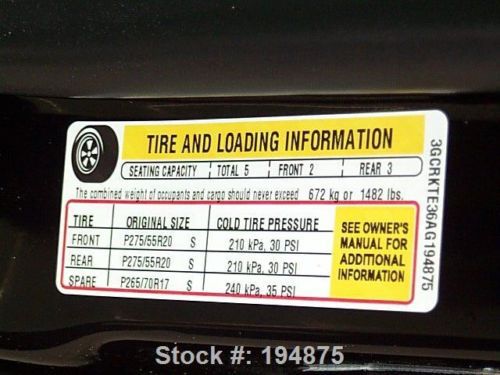 TIRE AND LOADING INFORMATION
SEATING CAPACITY TOTAL 5 FRONT 2 REAR 3
The combined weight of occupants and cargo should never exceed 672 kg or 1482 lbs.
TIRE ORIGINAL SIZE COLD TIRE PRESSURE
FRONT P275/55R20 S 210 kPa, 30 PSI
REAR P275/55R20 S 210 kPa, 30 PSI
SPARE P265/70R17 S 240 kPa, 35 PSI
SEE OWNER'S
MANUAL FOR
ADDITIONAL
INFORMATION
3GCRKTE36AG194875
Stock #: 194875